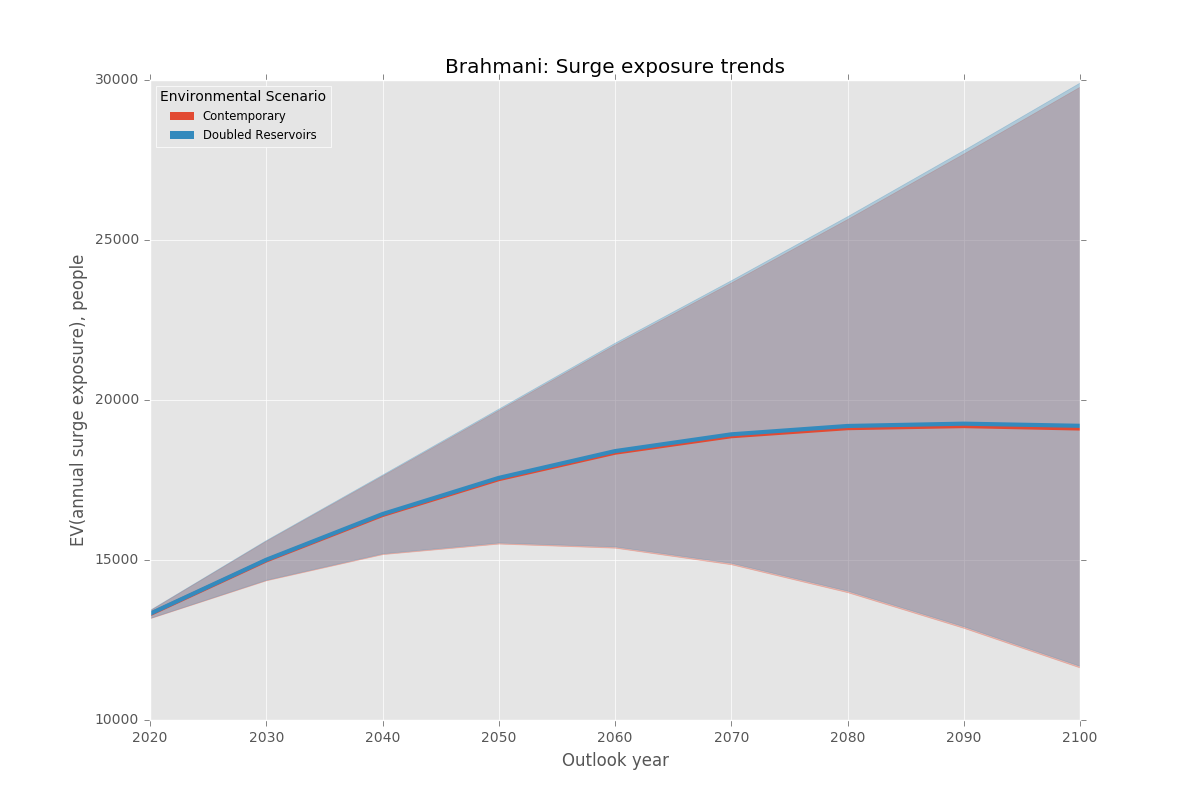 Brahmani: Surge exposure trends
Environmental Scenario
Contemporary
Doubled Reservoirs
EV(annual surge exposure), people
30000
25000
20000
15000
10000
2020 2030 2040 2050 2060 2070 2080 2090 2100
Outlook year